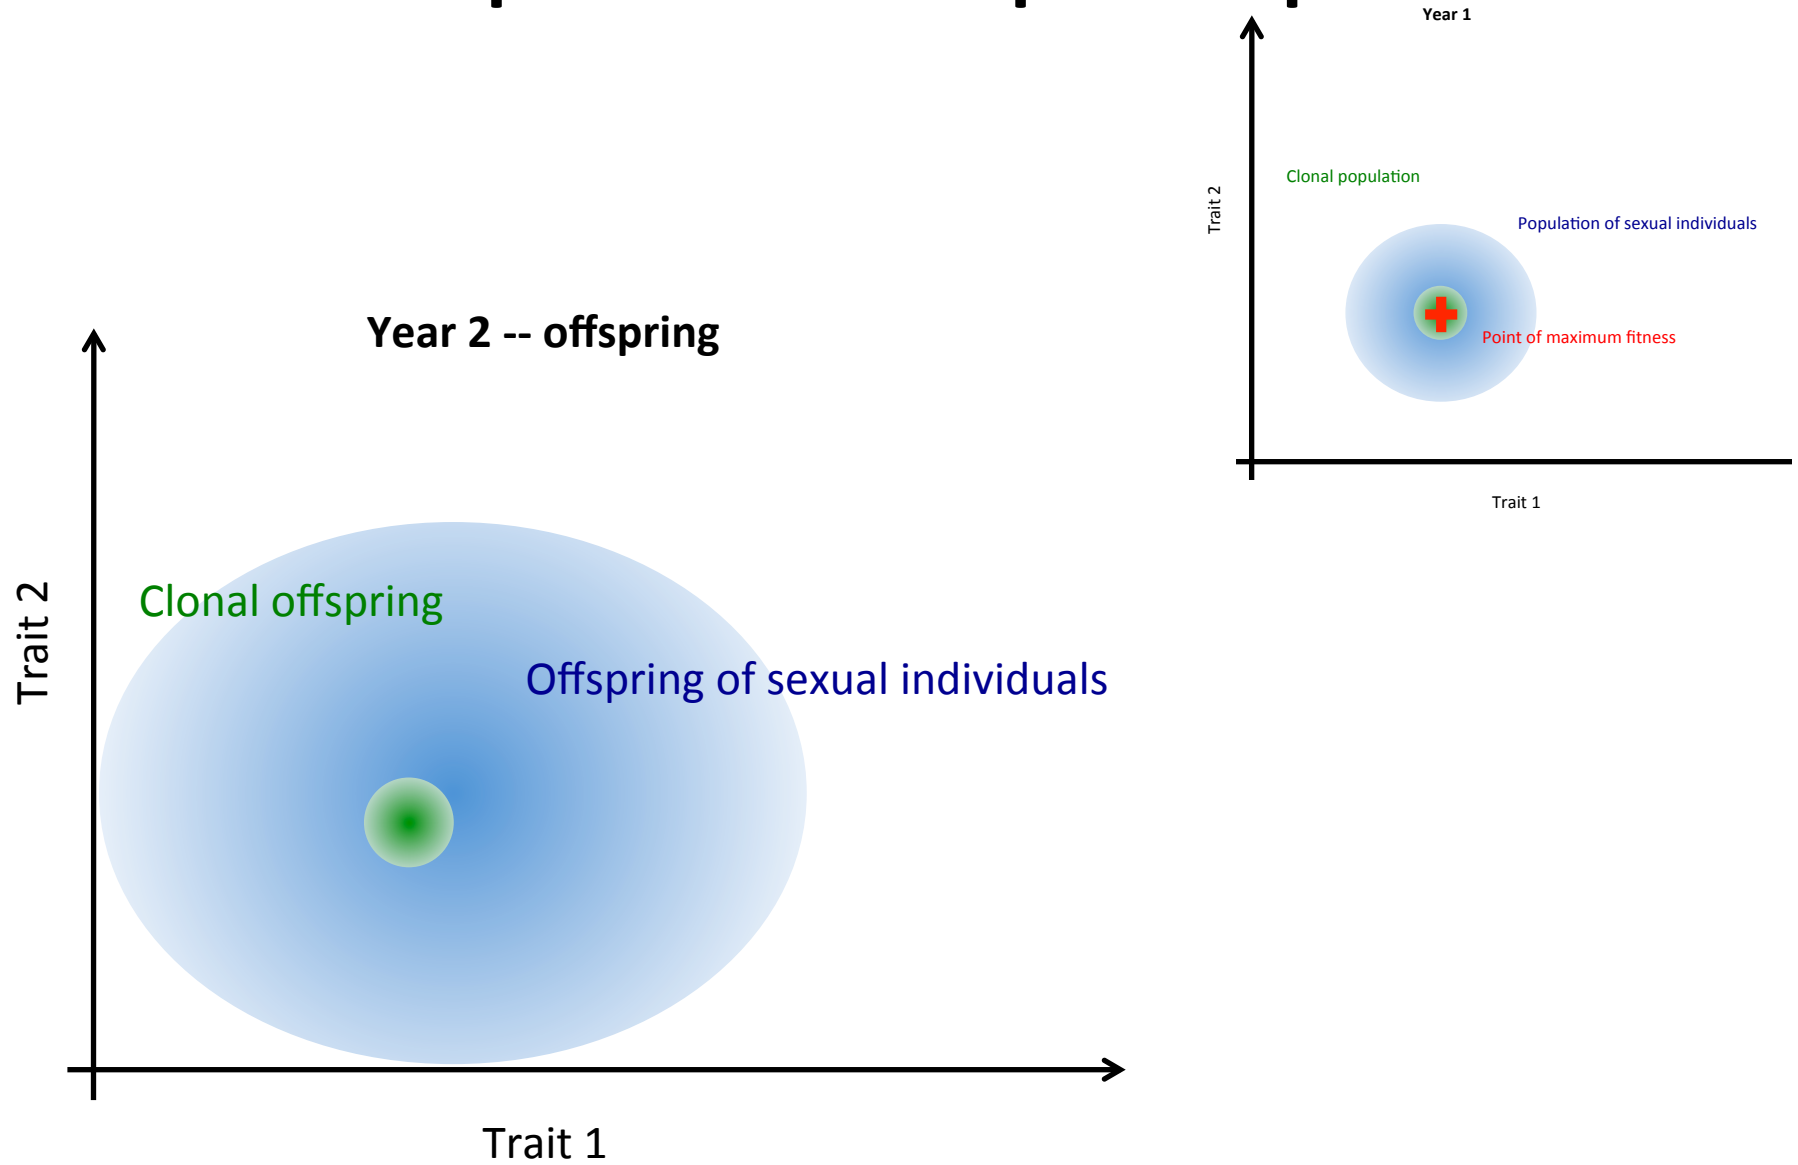 Year 1
Clonal population
Trait 2
Population of sexual individuals
Point of maximum fitness
Trait 1
Year 2 -- offspring
Clonal offspring
Trait 2
Offspring of sexual individuals
Trait 1